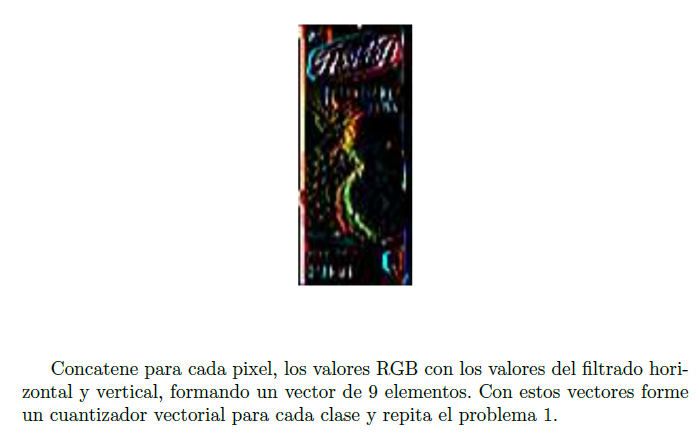 Concatene para cada pixel, los valores RGB con los valores del filtrado hori-
zontal y vertical, formando un vector de 9 elementos. Con estos vectores forme
un cuantizador vectorial para cada clase y repita el problema 1.